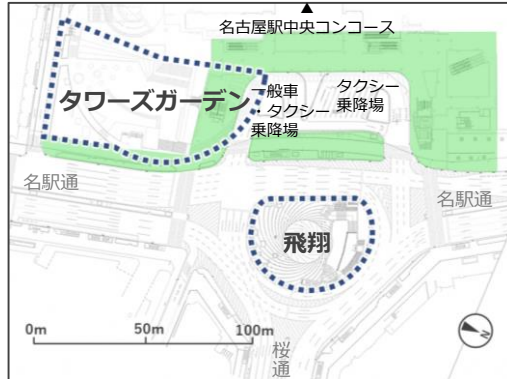 ▲
名古屋駅中央コンコース
タワーズガーデン
一般車
・タクシー
乗降場
タクシー
乗降場
名駅通
名駅通
飛翔
0m 50m 100m
桜通
N